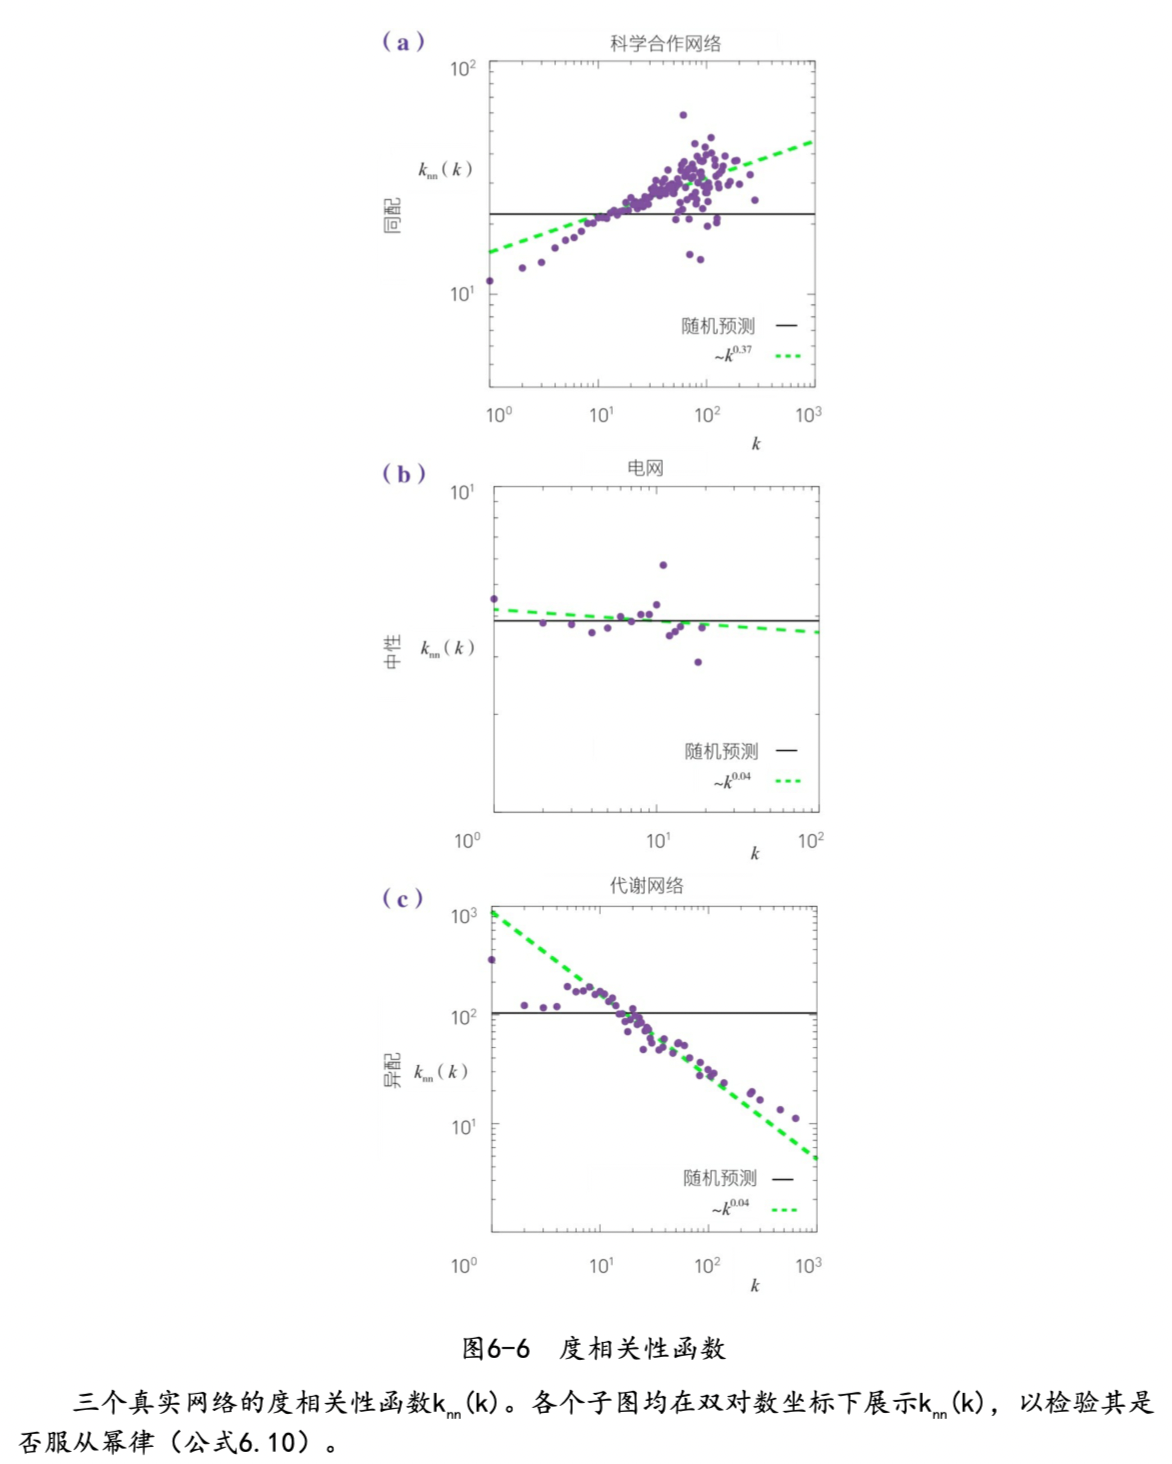 (a)
科学合作网络
10²
kₙₙ(k)
同配
10¹
随机预测
~k^0.37
10⁰ 10¹ 10² 10³
k
(b)
电网
10¹
中性
kₙₙ(k)
随机预测
~k^0.04
10⁰ 10¹ 10²
k
(c)
代谢网络
10³
10²
异配
kₙₙ(k)
10¹
随机预测
~k^0.04
10⁰ 10¹ 10² 10³
k
图6-6 度相关性函数
三个真实网络的度相关性函数kₙₙ(k)。各个子图均在双对数坐标下展示kₙₙ(k)，以检验其是
否服从幂律（公式6.10）。